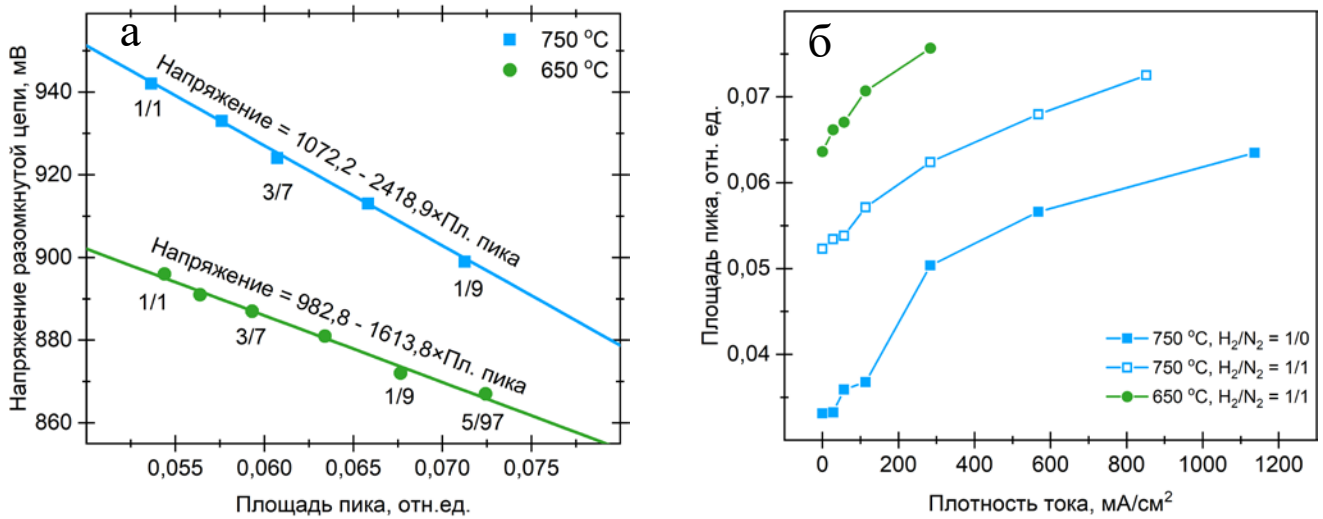 а
750 °C
650 °C
Напряжение разомкнутой цепи, мВ
940
920
900
880
860
Напряжение = 1072,2 - 2418,9×Пл. пика
1/1
3/7
1/9
Напряжение = 982,8 - 1613,8×Пл. пика
1/1
3/7
1/9
5/97
0,055 0,060 0,065 0,070 0,075
Площадь пика, отн.ед.
б
Площадь пика, отн. ед.
0,07
0,06
0,05
0,04
750 °C, H₂/N₂ = 1/0
750 °C, H₂/N₂ = 1/1
650 °C, H₂/N₂ = 1/1
0 200 400 600 800 1000 1200
Плотность тока, мА/см²